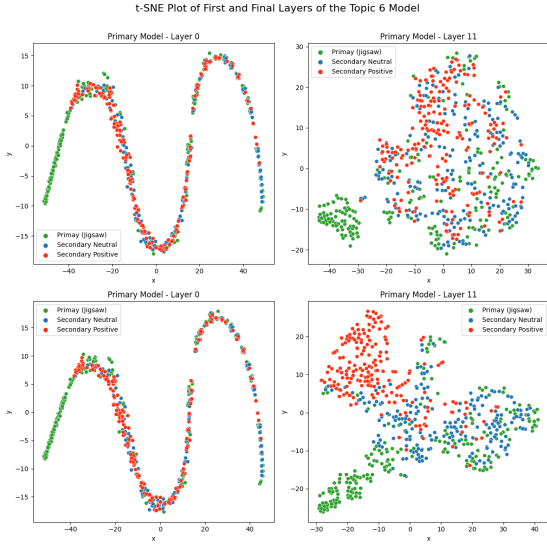 t-SNE Plot of First and Final Layers of the Topic 6 Model
Primary Model - Layer 0
y
15
10
5
0
−5
−10
−15
Primay (Jigsaw)
Secondary Neutral
Secondary Positive
−40
−20
0
20
40
x
Primary Model - Layer 11
y
30
20
10
0
−10
−20
Primay (Jigsaw)
Secondary Neutral
Secondary Positive
−40
−30
−20
−10
0
10
20
30
x
Primary Model - Layer 0
y
15
10
5
0
−5
−10
−15
Primay (Jigsaw)
Secondary Neutral
Secondary Positive
−40
−20
0
20
40
x
Primary Model - Layer 11
y
20
10
0
−10
−20
Primay (Jigsaw)
Secondary Neutral
Secondary Positive
−30
−20
−10
0
10
20
30
40
x